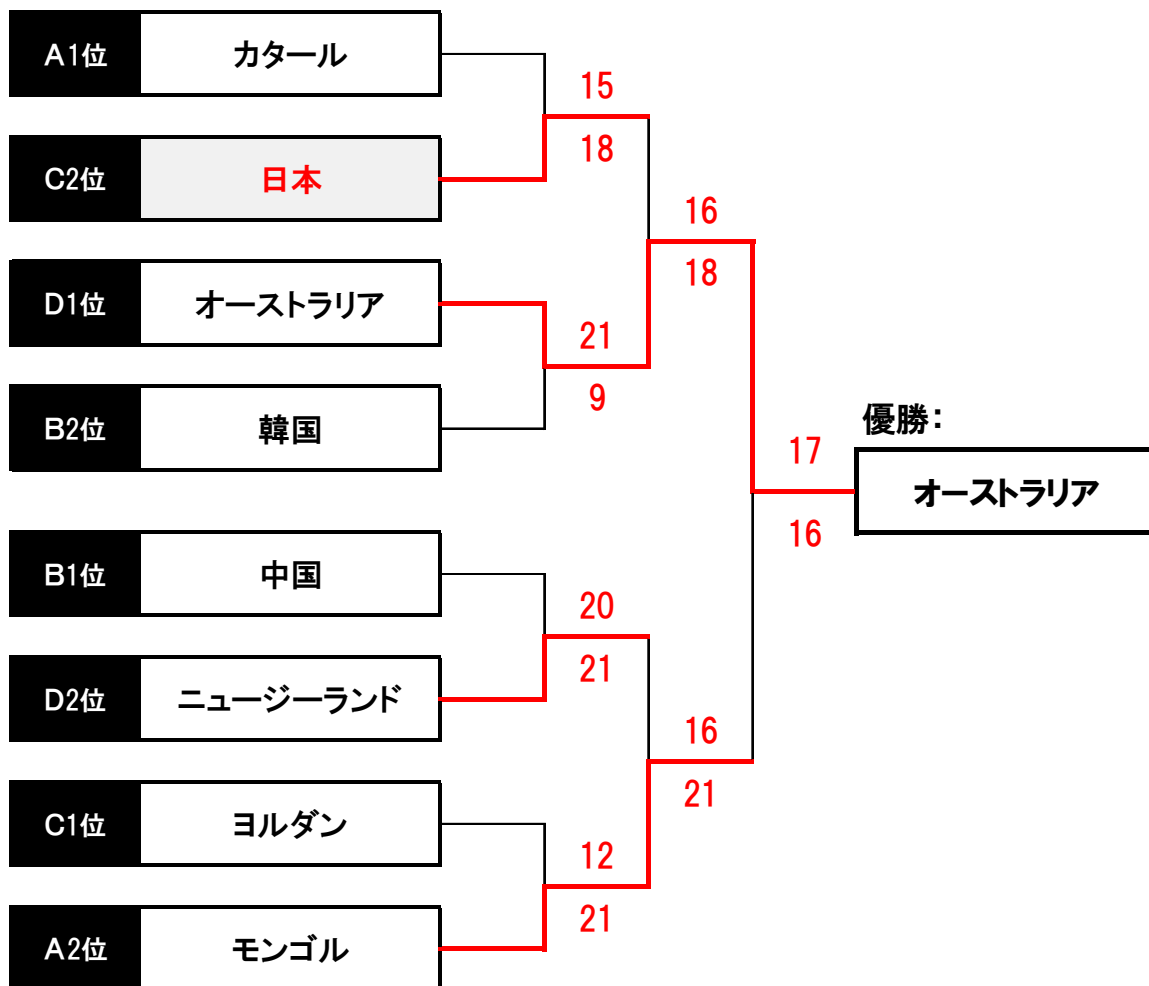 A1位 カタール
15
C2位 日本
18
16
D1位 オーストラリア
18
21
B2位 韓国
9
優勝：
17
オーストラリア
16
B1位 中国
20
D2位 ニュージーランド
21
16
C1位 ヨルダン
21
12
A2位 モンゴル
21